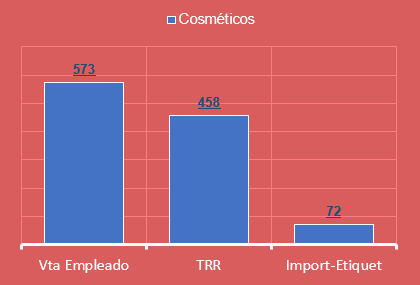 Cosméticos
573
458
72
Vta Empleado
TRR
Import-Etiquet